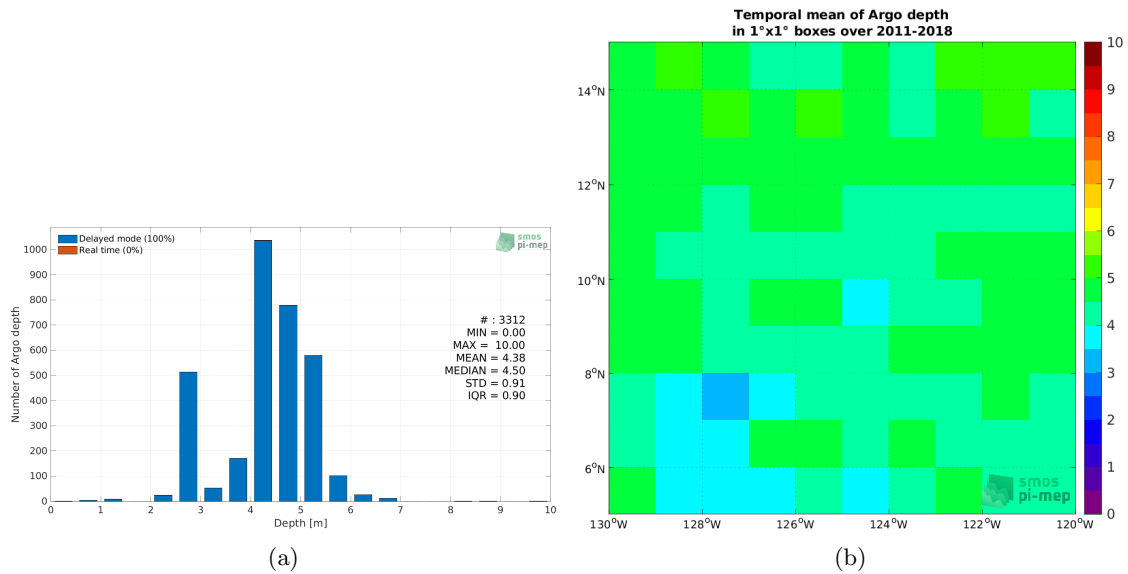 Delayed mode (100%)
Real time (0%)
smos
pi-mep
Number of Argo depth
1000
900
800
700
600
500
400
300
200
100
0
# : 3312
MIN = 0.00
MAX = 10.00
MEAN = 4.38
MEDIAN = 4.50
STD = 0.91
IQR = 0.90
0 1 2 3 4 5 6 7 8 9 10
Depth [m]
(a)
Temporal mean of Argo depth
in 1°x1° boxes over 2011-2018
14°N
12°N
10°N
8°N
6°N
130°W 128°W 126°W 124°W 122°W 120°W
smos
pi-mep
10
9
8
7
6
5
4
3
2
1
0
(b)